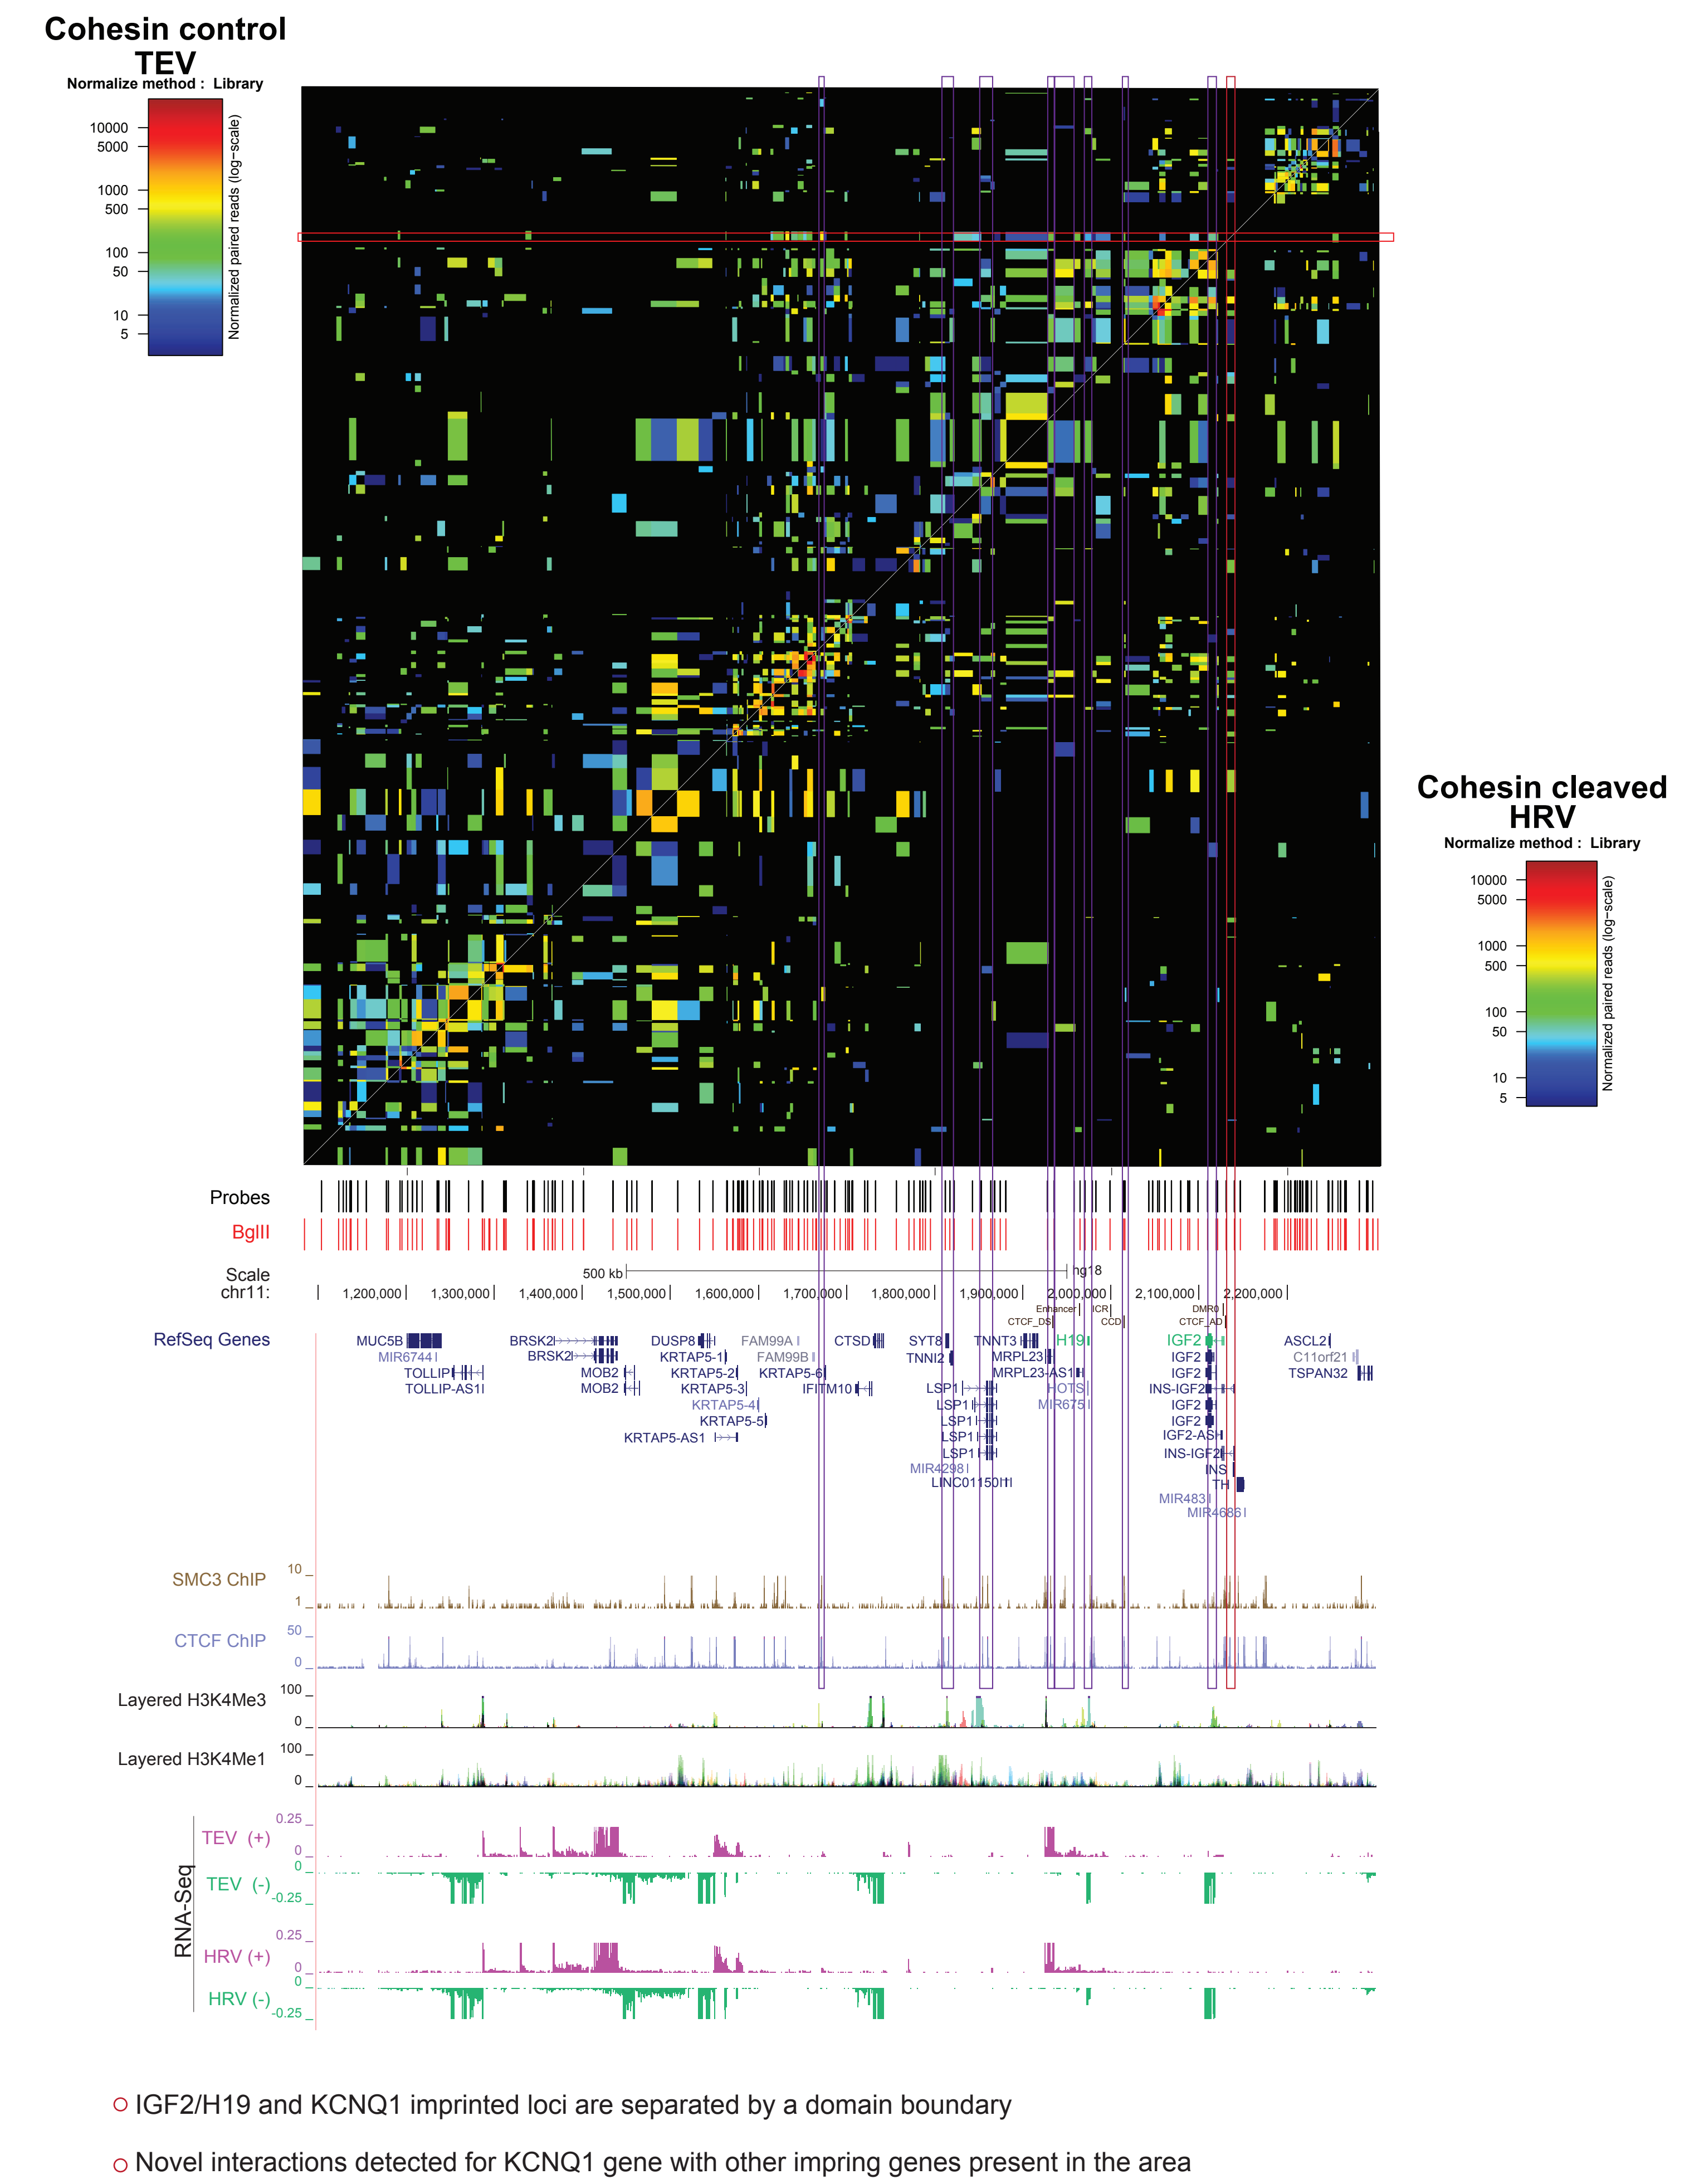 Cohesin control
TEV
Normalize method : Library
10000
5000
1000
500
100
50
10
5
Normalized paired reads (log−scale)
Cohesin cleaved
HRV
Normalize method : Library
10000
5000
1000
500
100
50
10
5
Normalized paired reads (log−scale)
Probes
BglII
Scale
500 kb
hg18
chr11:
1,200,000
1,300,000
1,400,000
1,500,000
1,600,000
1,700,000
1,800,000
1,900,000
2,000,000
2,100,000
2,200,000
Enhancer
ICR
DMR0
CTCF_DS
CCD
CTCF_AD
RefSeq Genes
MUC5B
BRSK2
DUSP8
FAM99A
CTSD
SYT8
TNNT3
H19
IGF2
ASCL2
MIR6744
BRSK2
KRTAP5-1
FAM99B
TNNI2
MRPL23
IGF2
C11orf21
TOLLIP
MOB2
KRTAP5-2
KRTAP5-6
MRPL23-AS1
IGF2
TSPAN32
TOLLIP-AS1
MOB2
KRTAP5-3
IFITM10
LSP1
HOTS
INS-IGF2
KRTAP5-4
LSP1
MIR675
IGF2
KRTAP5-5
LSP1
IGF2
KRTAP5-AS1
LSP1
IGF2-AS
LSP1
INS-IGF2
MIR4298
INS
LINC01150
TH
MIR483
MIR4686
SMC3 ChIP
10
1
CTCF ChIP
50
0
Layered H3K4Me3
100
0
Layered H3K4Me1
100
0
RNA-Seq
TEV (+)
0.25
0
TEV (-)
0
-0.25
HRV (+)
0.25
0
HRV (-)
0
-0.25
IGF2/H19 and KCNQ1 imprinted loci are separated by a domain boundary
Novel interactions detected for KCNQ1 gene with other impring genes present in the area